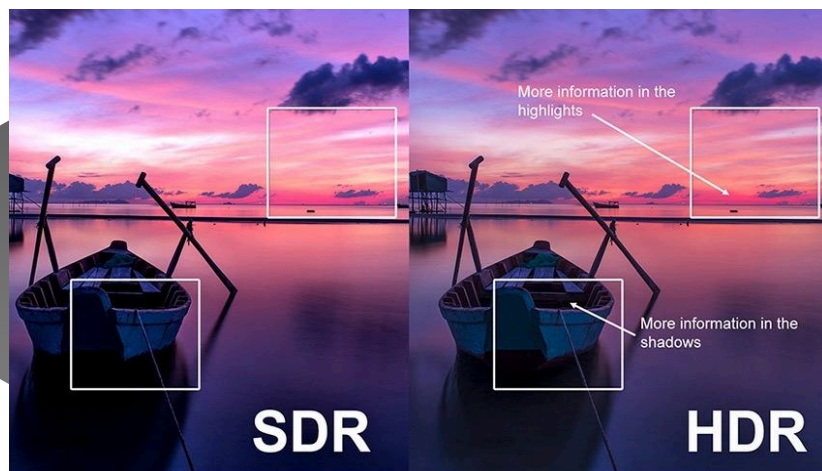 More information in the
highlights
More information in the
shadows
SDR
HDR